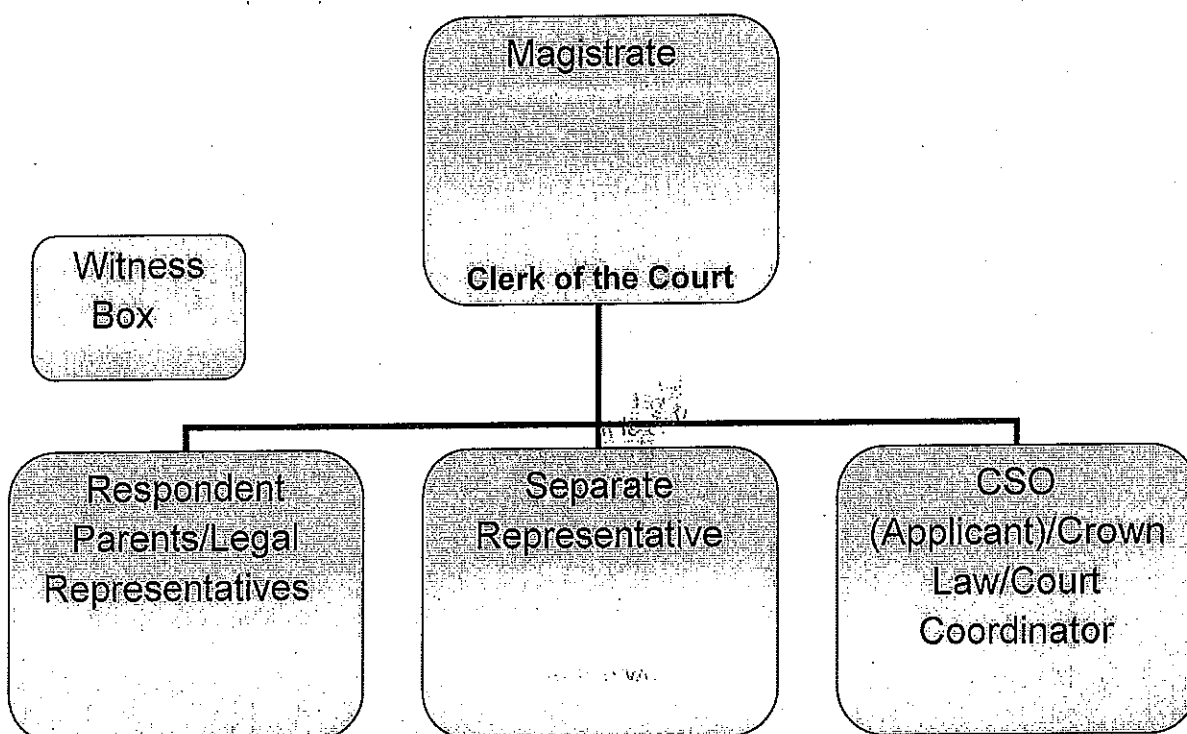 Magistrate
Clerk of the Court
Witness
Box
Respondent
Parents/Legal
Representatives
Separate
Representative
CSO
(Applicant)/Crown
Law/Court
Coordinator